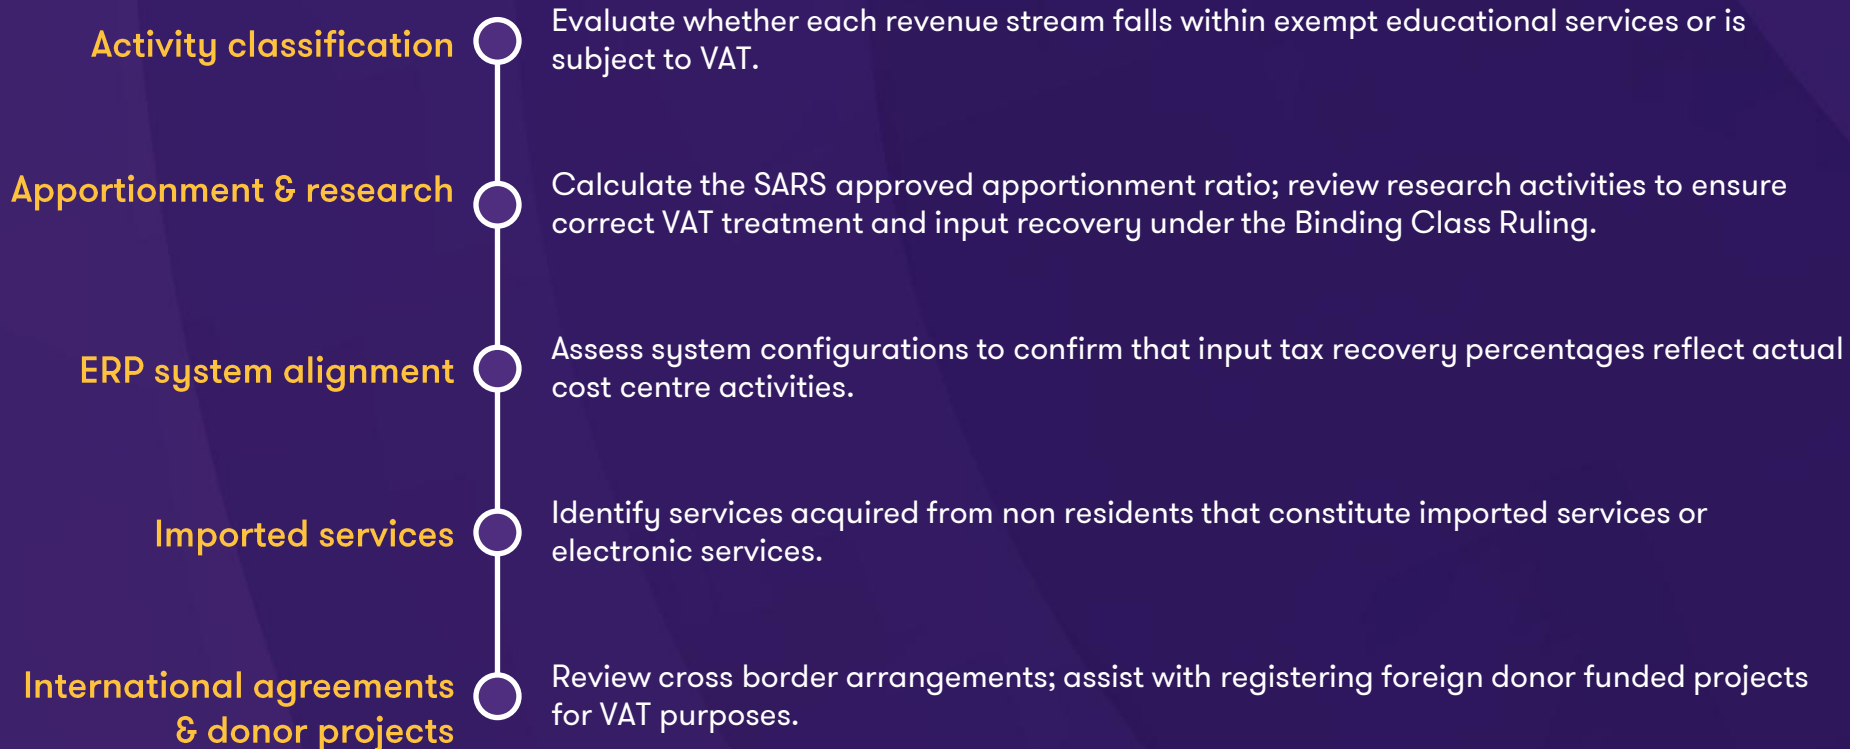 Activity classification
Evaluate whether each revenue stream falls within exempt educational services or is
subject to VAT.
Apportionment & research
Calculate the SARS approved apportionment ratio; review research activities to ensure
correct VAT treatment and input recovery under the Binding Class Ruling.
ERP system alignment
Assess system configurations to confirm that input tax recovery percentages reflect actual
cost centre activities.
Imported services
Identify services acquired from non residents that constitute imported services or
electronic services.
International agreements
& donor projects
Review cross border arrangements; assist with registering foreign donor funded projects
for VAT purposes.